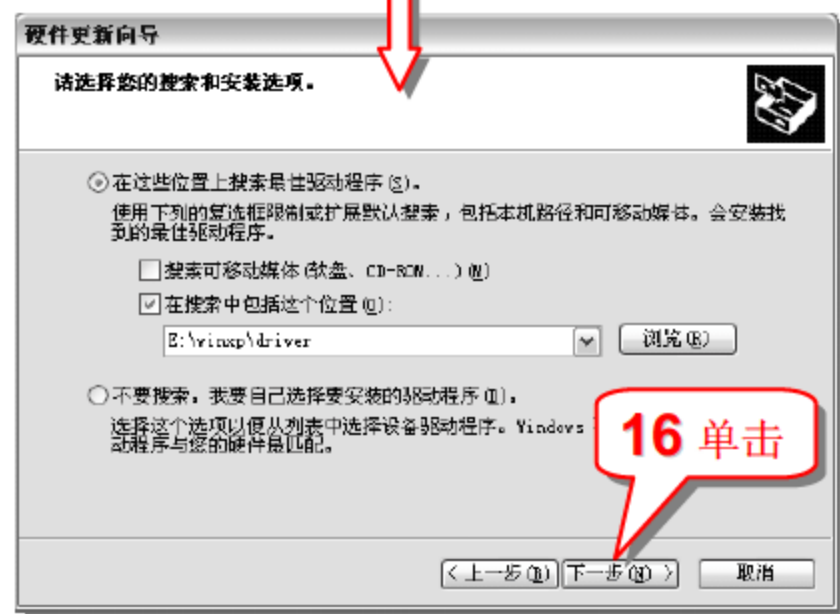 硬件更新向导
请选择您的搜索和安装选项。
在这些位置上搜索最佳驱动程序(S)。
使用下列的复选框限制或扩展默认搜索，包括本机路径和可移动媒体。会安装找
到的最佳驱动程序。
搜索可移动媒体(软盘、CD-ROM...)(M)
在搜索中包括这个位置(O):
E:\winxp\driver
浏览(R)
不要搜索。我要自己选择要安装的驱动程序(D)。
选择这个选项以便从列表中选择设备驱动程序。Windows
动程序与您的硬件最匹配。
16 单击
<上一步(B)
下一步(N) >
取消